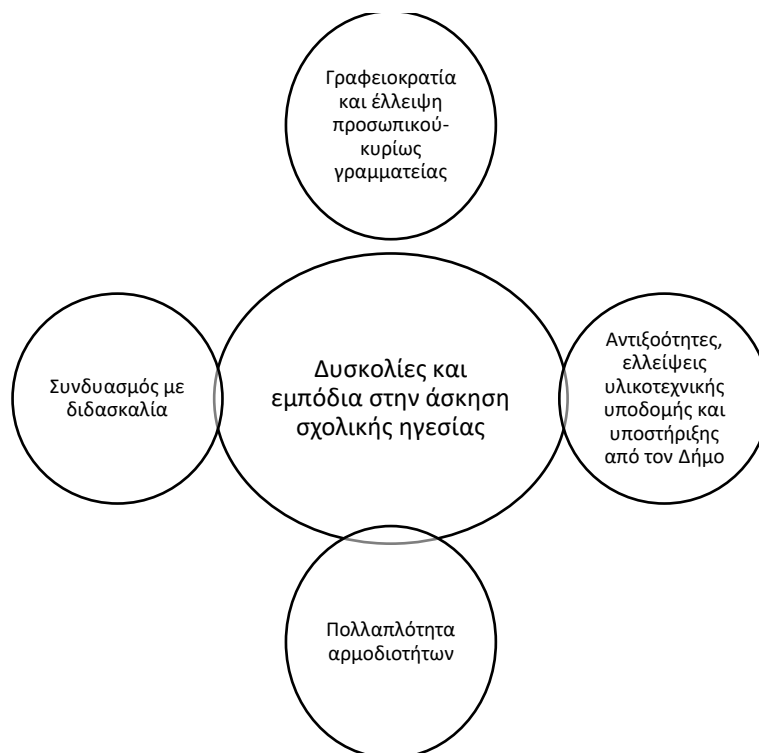 Γραφειοκρατία
και έλλειψη
προσωπικού-
κυρίως
γραμματείας
Συνδυασμός με
διδασκαλία
Δυσκολίες και
εμπόδια στην άσκηση
σχολικής ηγεσίας
Αντιξοότητες,
ελλείψεις
υλικοτεχνικής
υποδομής και
υποστήριξης
από τον Δήμο
Πολλαπλότητα
αρμοδιοτήτων